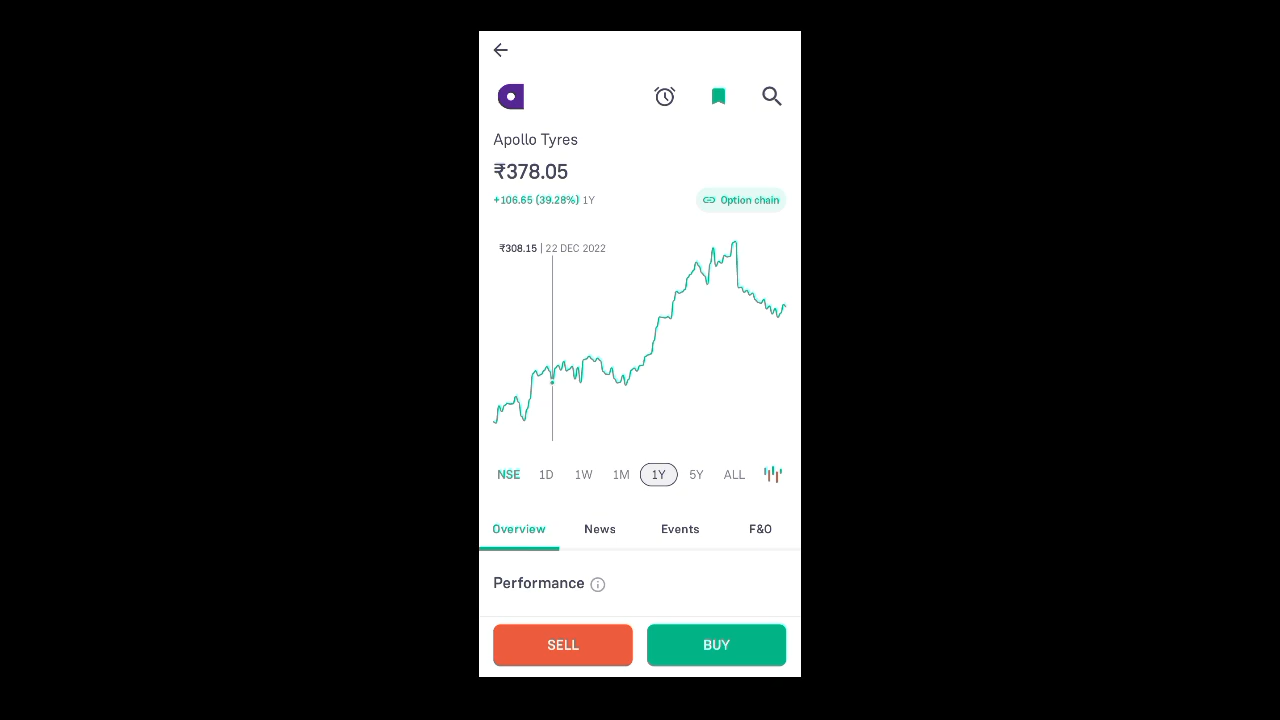 Apollo Tyres
₹378.05
+106.65 (39.28%) 1Y
Option chain
₹308.15 | 22 DEC 2022
NSE 1D 1W 1M 1Y 5Y ALL
Overview News Events F&O
Performance
SELL BUY